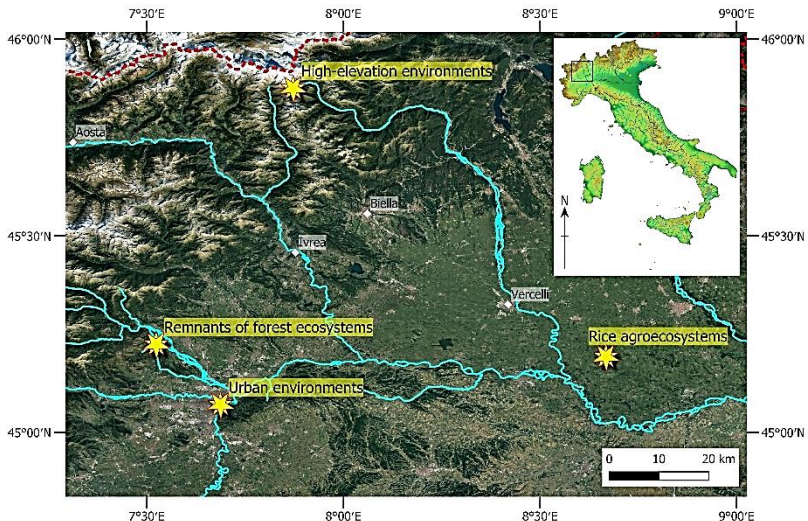 7°30'E
8°00'E
8°30'E
9°00'E
46°00'N
46°00'N
High-elevation environments
Aosta
N
Biella
45°30'N
45°30'N
Ivrea
Vercelli
Remnants of forest ecosystems
Rice agroecosystems
Urban environments
45°00'N
45°00'N
0 10 20 km
7°30'E
8°00'E
8°30'E
9°00'E